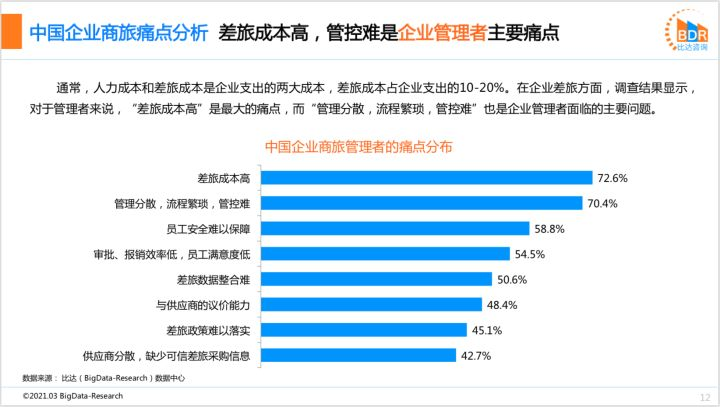 中国企业商旅痛点分析 差旅成本高，管控难是企业管理者主要痛点
BDR
比达咨询
通常，人力成本和差旅成本是企业支出的两大成本，差旅成本占企业支出的10-20%。在企业差旅方面，调查结果显示，
对于管理者来说，“差旅成本高”是最大的痛点，而“管理分散，流程繁琐，管控难”也是企业管理者面临的主要问题。
中国企业商旅管理者的痛点分布
差旅成本高 72.6%
管理分散，流程繁琐，管控难 70.4%
员工安全难以保障 58.8%
审批、报销效率低，员工满意度低 54.5%
差旅数据整合难 50.6%
与供应商的议价能力 48.4%
差旅政策难以落实 45.1%
供应商分散，缺少可信差旅采购信息 42.7%
数据来源： 比达（BigData-Research）数据中心
©2021.03 BigData-Research
12